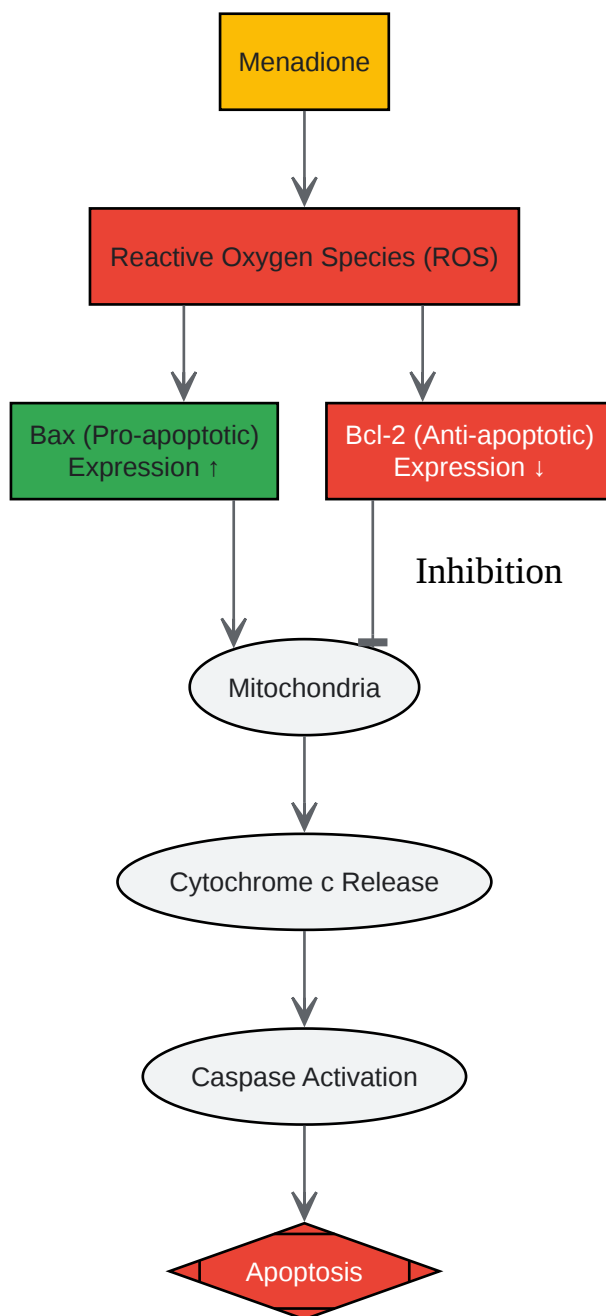 Menadione
Reactive Oxygen Species (ROS)
Bax (Pro-apoptotic)
Expression ↑
Bcl-2 (Anti-apoptotic)
Expression ↓
Inhibition
Mitochondria
Cytochrome c Release
Caspase Activation
Apoptosis